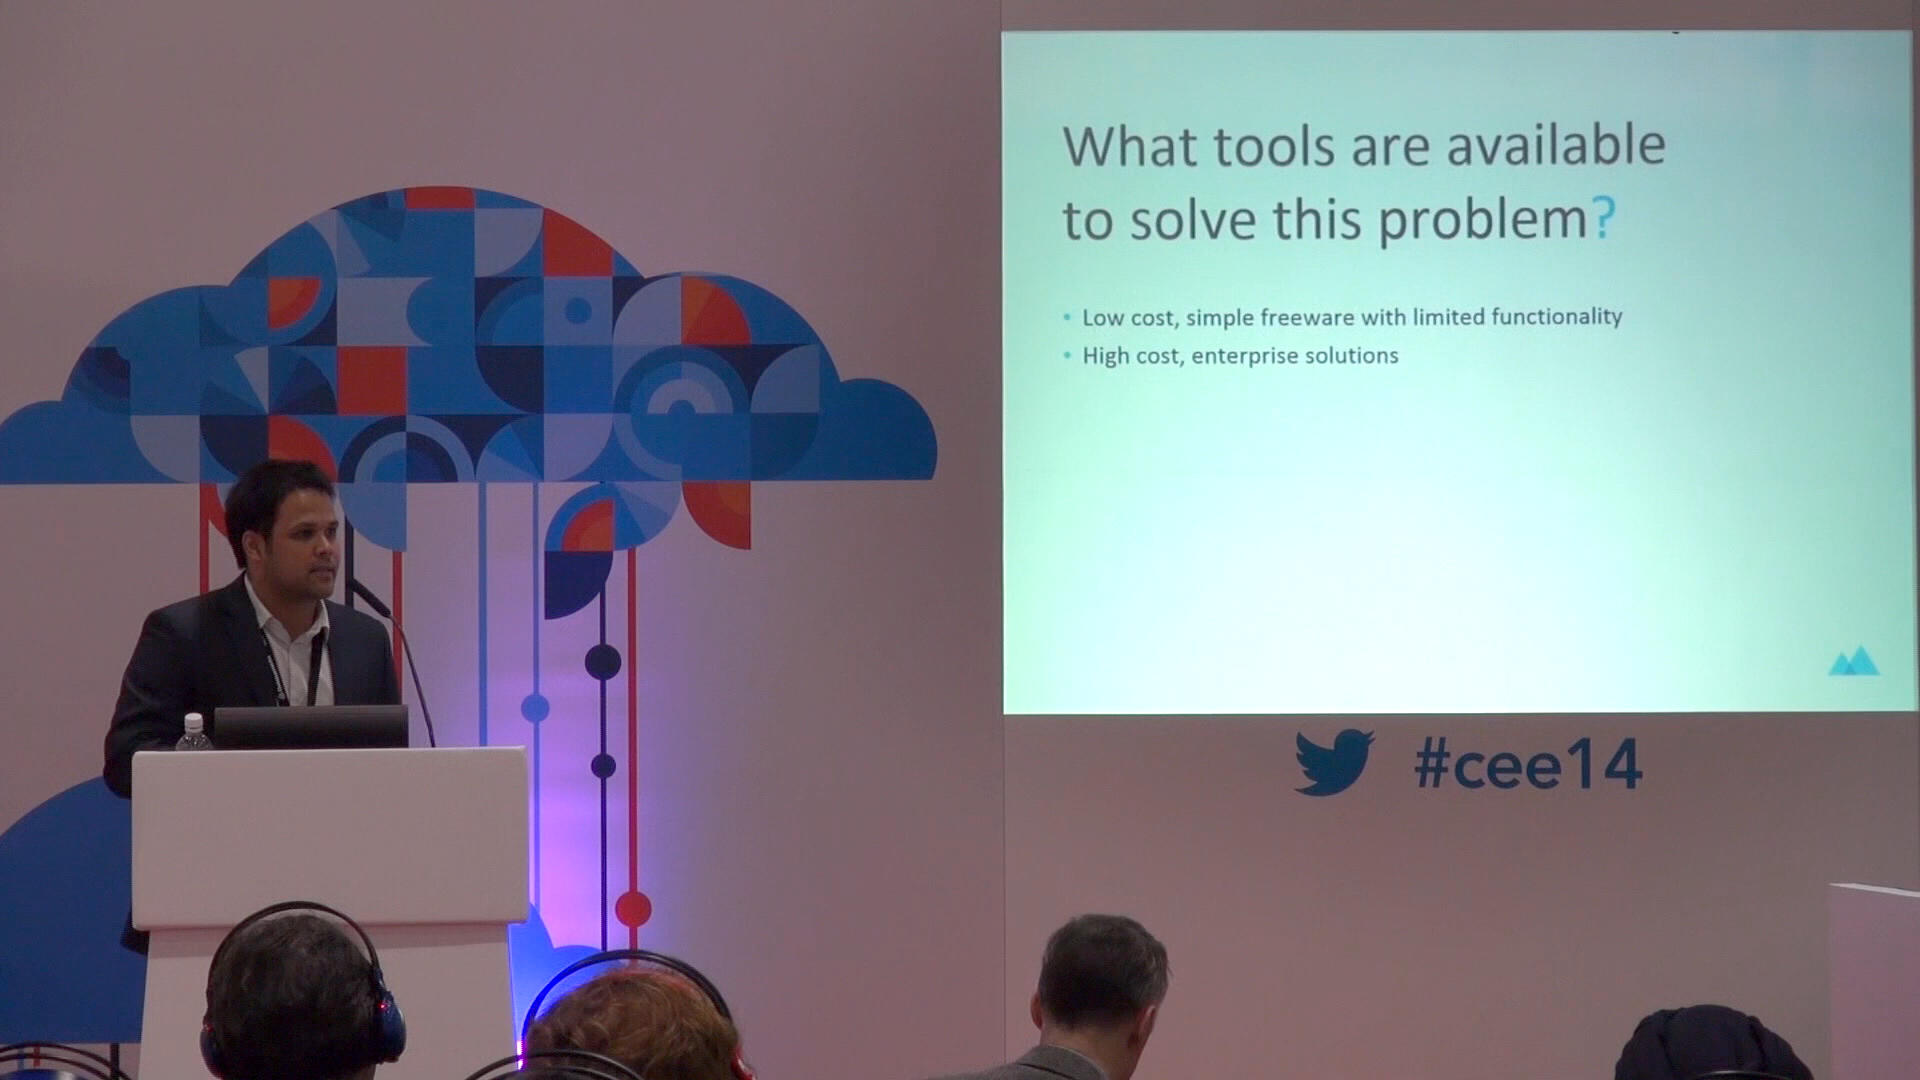 What tools are available
to solve this problem?
• Low cost, simple freeware with limited functionality
• High cost, enterprise solutions
#cee14